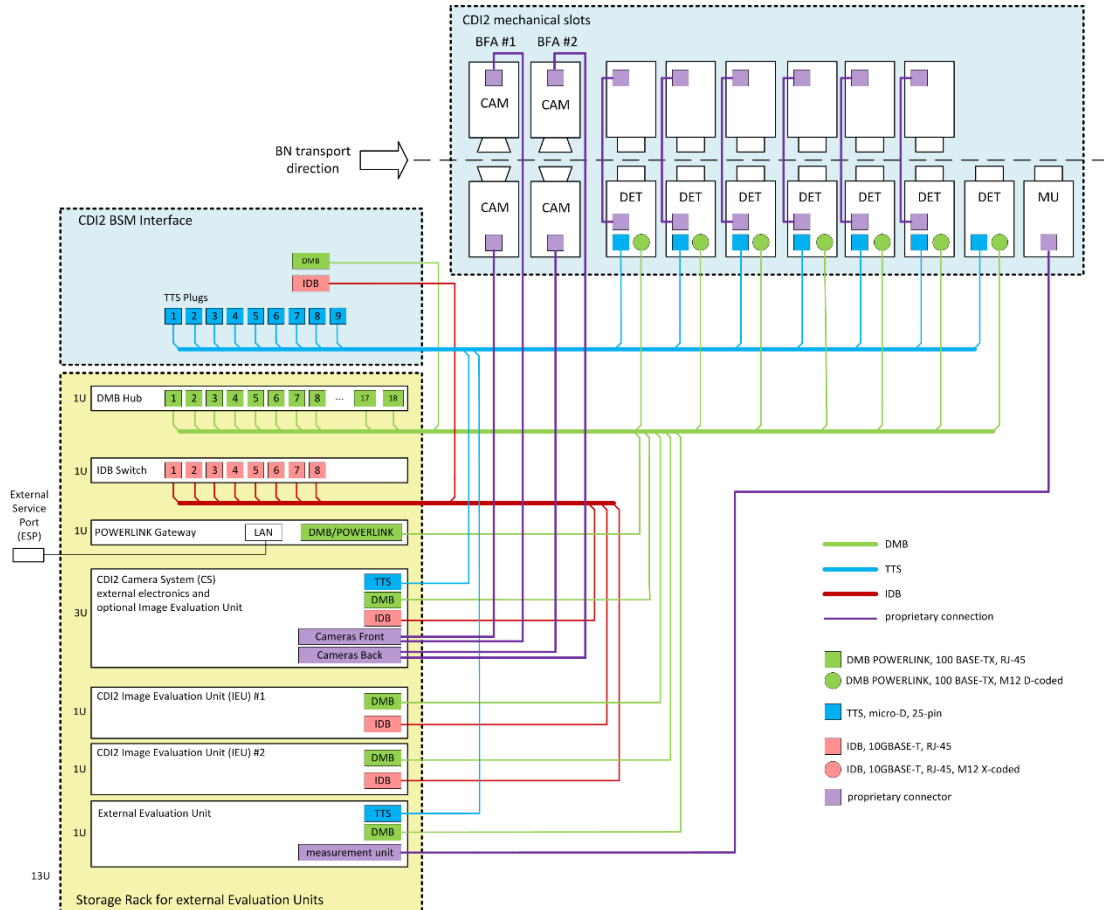 CDI2 mechanical slots
BFA #1
BFA #2
CAM
CAM
BN transport
direction
CAM
CAM
DET
DET
DET
DET
DET
DET
DET
MU
CDI2 BSM Interface
DMB
IDB
TTS Plugs
1 2 3 4 5 6 7 8 9
1U
DMB Hub
1 2 3 4 5 6 7 8 ... 17 18
1U
IDB Switch
1 2 3 4 5 6 7 8
External
Service
Port
(ESP)
1U
POWERLINK Gateway
LAN
DMB/POWERLINK
3U
CDI2 Camera System (CS)
external electronics and
optional Image Evaluation Unit
TTS
DMB
IDB
Cameras Front
Cameras Back
1U
CDI2 Image Evaluation Unit (IEU) #1
DMB
IDB
1U
CDI2 Image Evaluation Unit (IEU) #2
DMB
IDB
1U
External Evaluation Unit
TTS
DMB
measurement unit
13U
Storage Rack for external Evaluation Units
DMB
TTS
IDB
proprietary connection
DMB POWERLINK, 100 BASE-TX, RJ-45
DMB POWERLINK, 100 BASE-TX, M12 D-coded
TTS, micro-D, 25-pin
IDB, 10GBASE-T, RJ-45
IDB, 10GBASE-T, RJ-45, M12 X-coded
proprietary connector